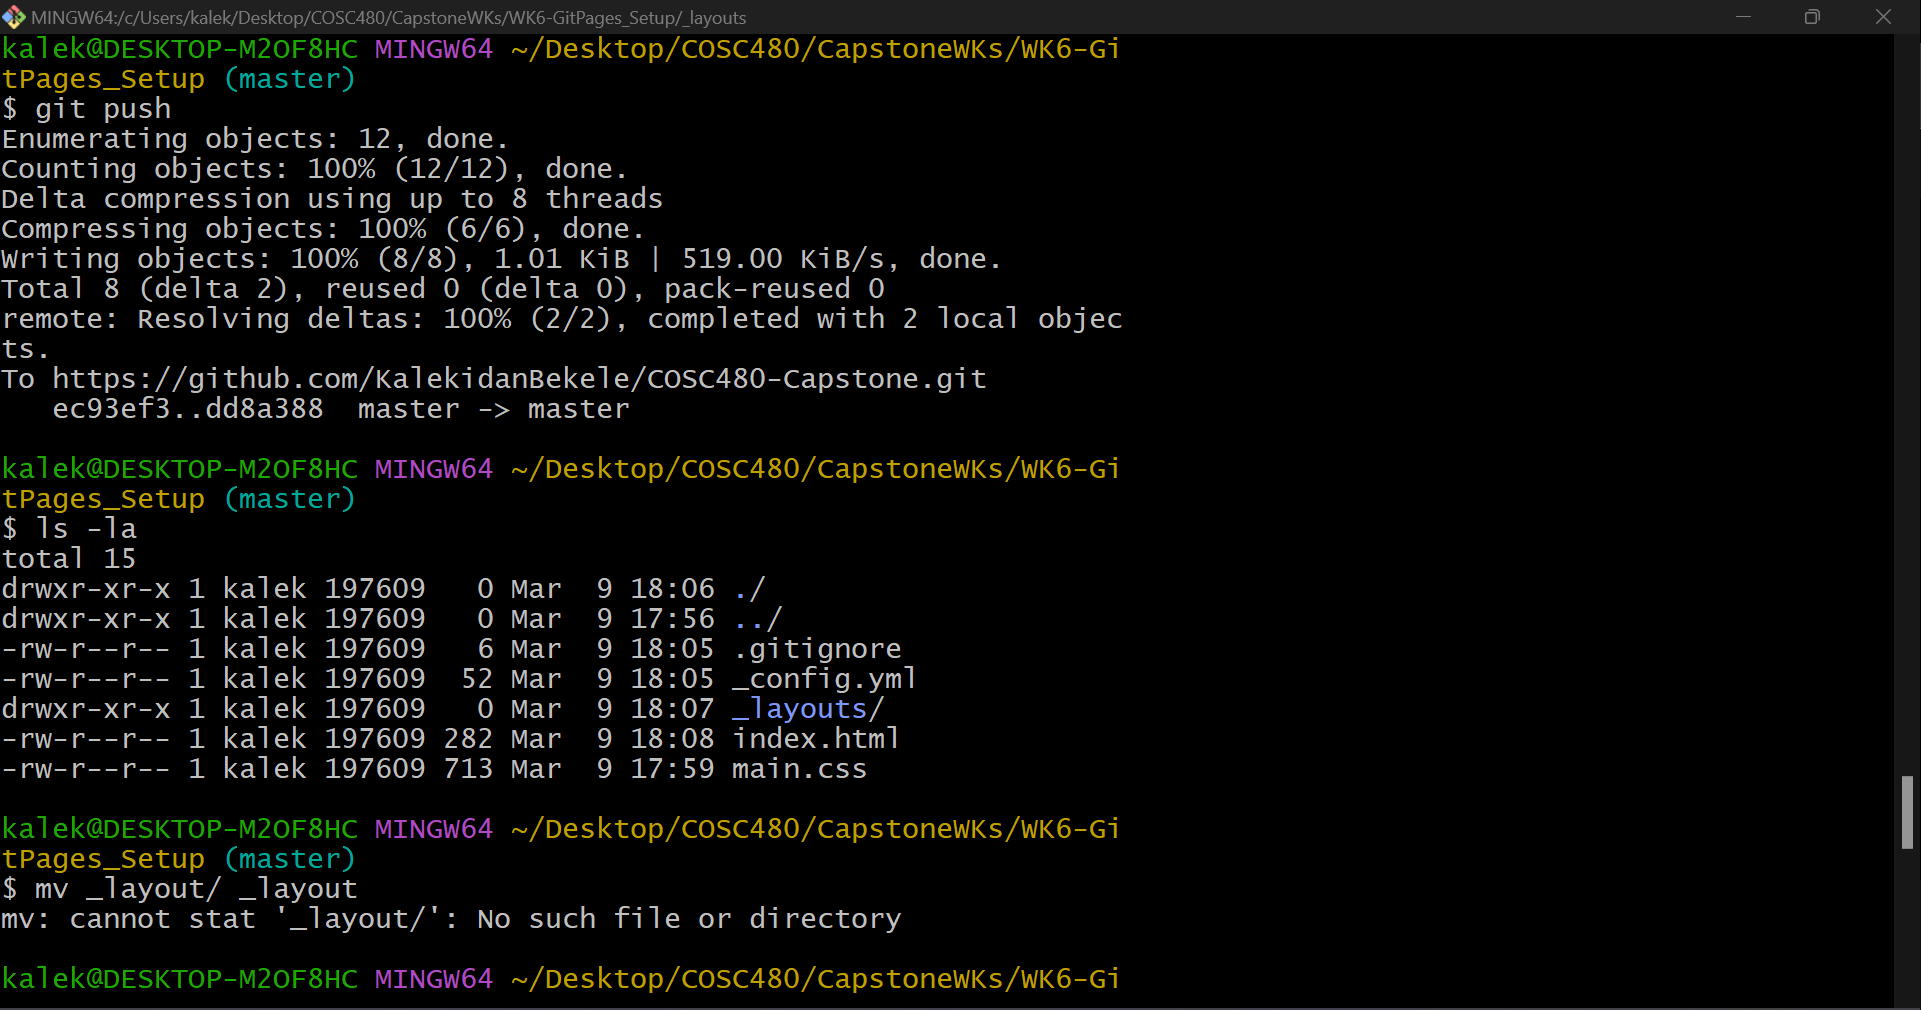 MINGW64:/c/Users/kalek/Desktop/COSC480/CapstoneWKs/WK6-GitPages_Setup/_layouts
kalek@DESKTOP-M2OF8HC MINGW64 ~/Desktop/COSC480/CapstoneWKs/WK6-Gi
tPages_Setup (master)
$ git push
Enumerating objects: 12, done.
Counting objects: 100% (12/12), done.
Delta compression using up to 8 threads
Compressing objects: 100% (6/6), done.
Writing objects: 100% (8/8), 1.01 KiB | 519.00 KiB/s, done.
Total 8 (delta 2), reused 0 (delta 0), pack-reused 0
remote: Resolving deltas: 100% (2/2), completed with 2 local objec
ts.
To https://github.com/KalekidanBekele/COSC480-Capstone.git
   ec93ef3..dd8a388  master -> master
kalek@DESKTOP-M2OF8HC MINGW64 ~/Desktop/COSC480/CapstoneWKs/WK6-Gi
tPages_Setup (master)
$ ls -la
total 15
drwxr-xr-x 1 kalek 197609   0 Mar  9 18:06 ./
drwxr-xr-x 1 kalek 197609   0 Mar  9 17:56 ../
-rw-r--r-- 1 kalek 197609   6 Mar  9 18:05 .gitignore
-rw-r--r-- 1 kalek 197609  52 Mar  9 18:05 _config.yml
drwxr-xr-x 1 kalek 197609   0 Mar  9 18:07 _layouts/
-rw-r--r-- 1 kalek 197609 282 Mar  9 18:08 index.html
-rw-r--r-- 1 kalek 197609 713 Mar  9 17:59 main.css
kalek@DESKTOP-M2OF8HC MINGW64 ~/Desktop/COSC480/CapstoneWKs/WK6-Gi
tPages_Setup (master)
$ mv _layout/ _layout
mv: cannot stat '_layout/': No such file or directory
kalek@DESKTOP-M2OF8HC MINGW64 ~/Desktop/COSC480/CapstoneWKs/WK6-Gi